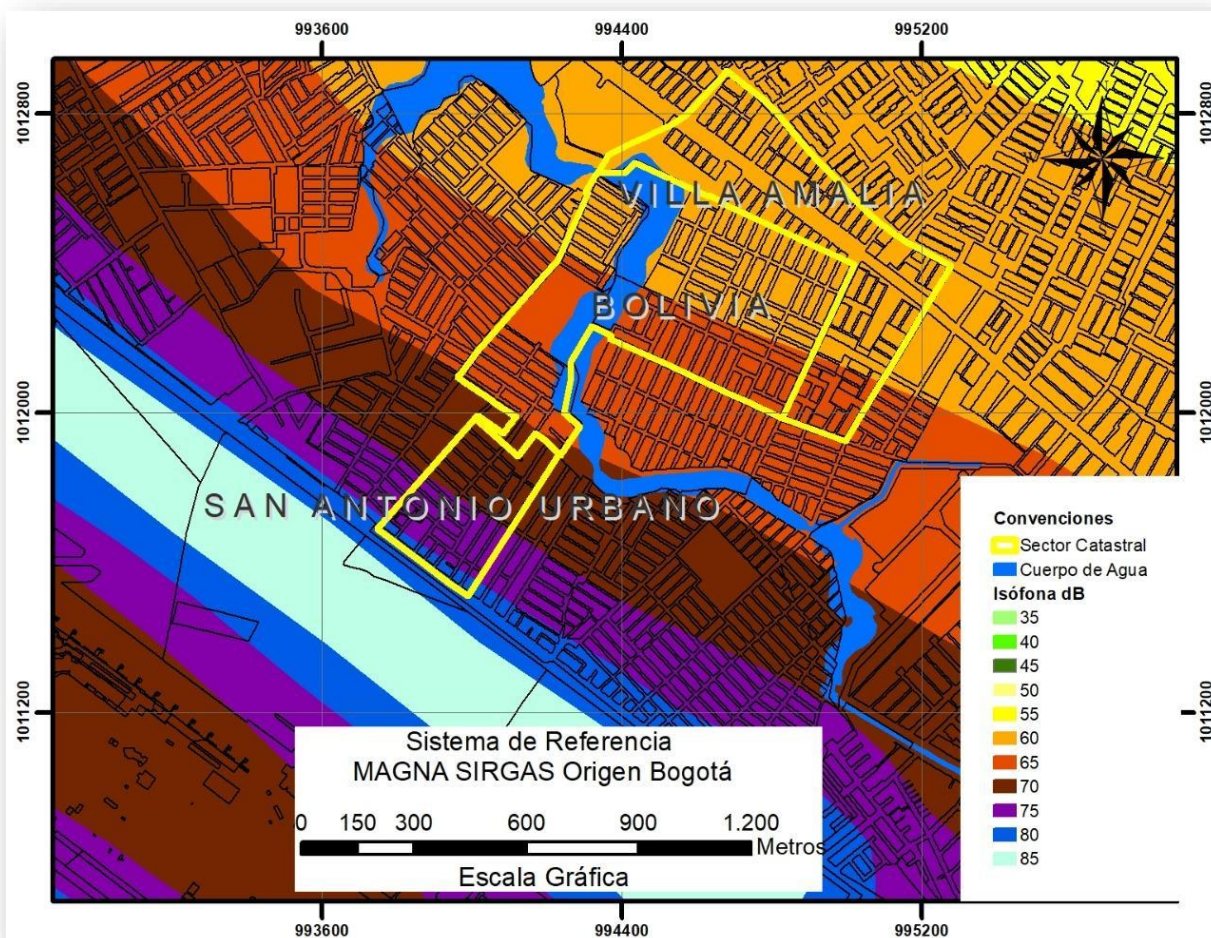 993600 994400 995200
1012800 1012800
VILLA AMALIA
BOLIVIA
1012000 1012000
SAN ANTONIO URBANO
Convenciones
Sector Catastral
Cuerpo de Agua
Isófona dB
35
40
45
50
55
60
65
70
75
80
85
1011200 1011200
Sistema de Referencia
MAGNA SIRGAS Origen Bogotá
0 150 300 600 900 1.200
Metros
Escala Gráfica
993600 994400 995200